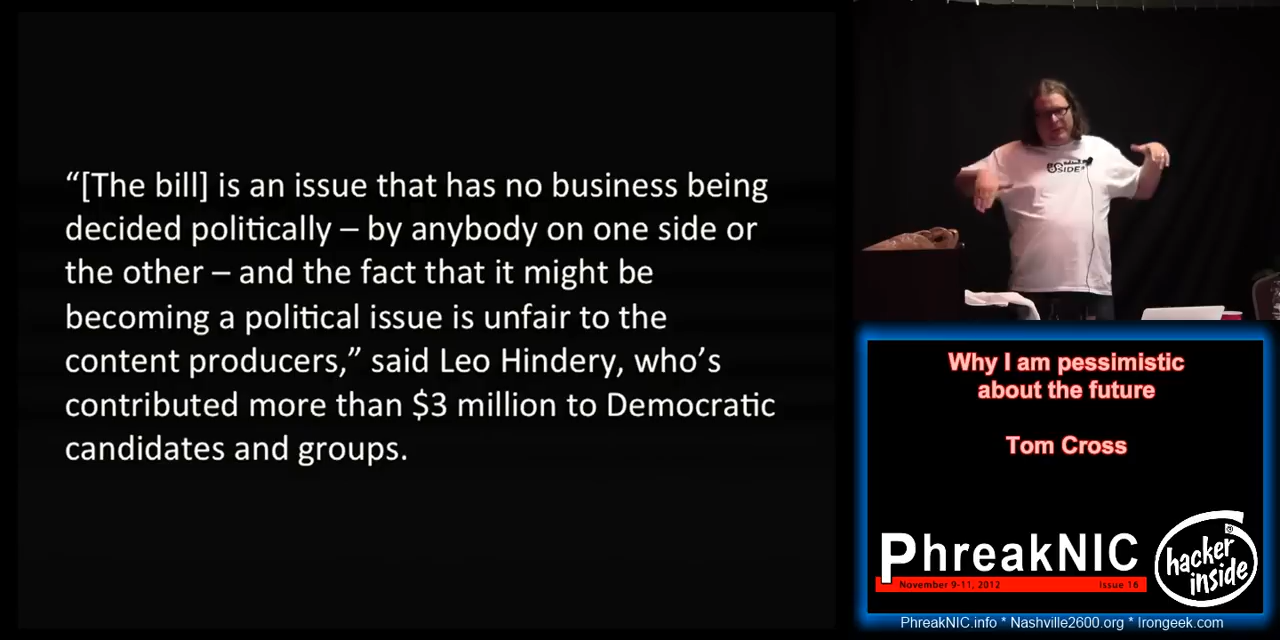 “[The bill] is an issue that has no business being
decided politically – by anybody on one side or
the other – and the fact that it might be
becoming a political issue is unfair to the
content producers,” said Leo Hindery, who’s
contributed more than $3 million to Democratic
candidates and groups.
SIDE
Why I am pessimistic
about the future
Tom Cross
PhreakNIC
November 9-11, 2012 Issue 16
hacker
inside
PhreakNIC.info * Nashville2600.org * Irongeek.com